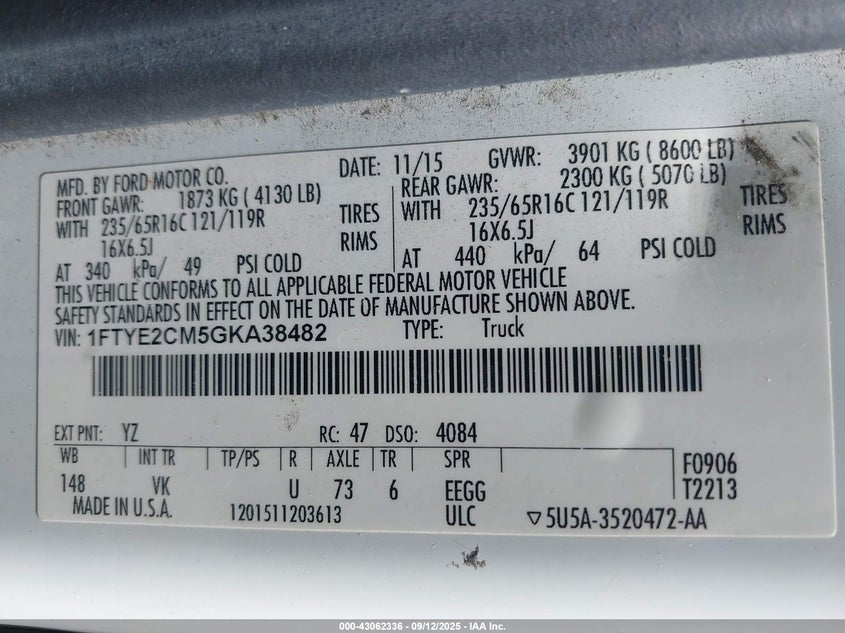 MFD. BY FORD MOTOR CO. DATE: 11/15 GVWR: 3901 KG ( 8600 LB)
FRONT GAWR: 1873 KG ( 4130 LB) REAR GAWR: 2300 KG ( 5070 LB)
WITH 235/65R16C 121/119R TIRES WITH 235/65R16C 121/119R TIRES
16X6.5J RIMS 16X6.5J RIMS
AT 340 kPa/ 49 PSI COLD AT 440 kPa/ 64 PSI COLD
THIS VEHICLE CONFORMS TO ALL APPLICABLE FEDERAL MOTOR VEHICLE
SAFETY STANDARDS IN EFFECT ON THE DATE OF MANUFACTURE SHOWN ABOVE.
VIN: 1FTYE2CM5GKA38482 TYPE: Truck
EXT PNT: YZ RC: 47 DSO: 4084
WB INT TR TP/PS R AXLE TR SPR F0906
148 VK U 73 6 EEGG T2213
MADE IN U.S.A. 1201511203613 ULC ▽5U5A-3520472-AA
000-43062336 - 09/12/2025 - IAA Inc.